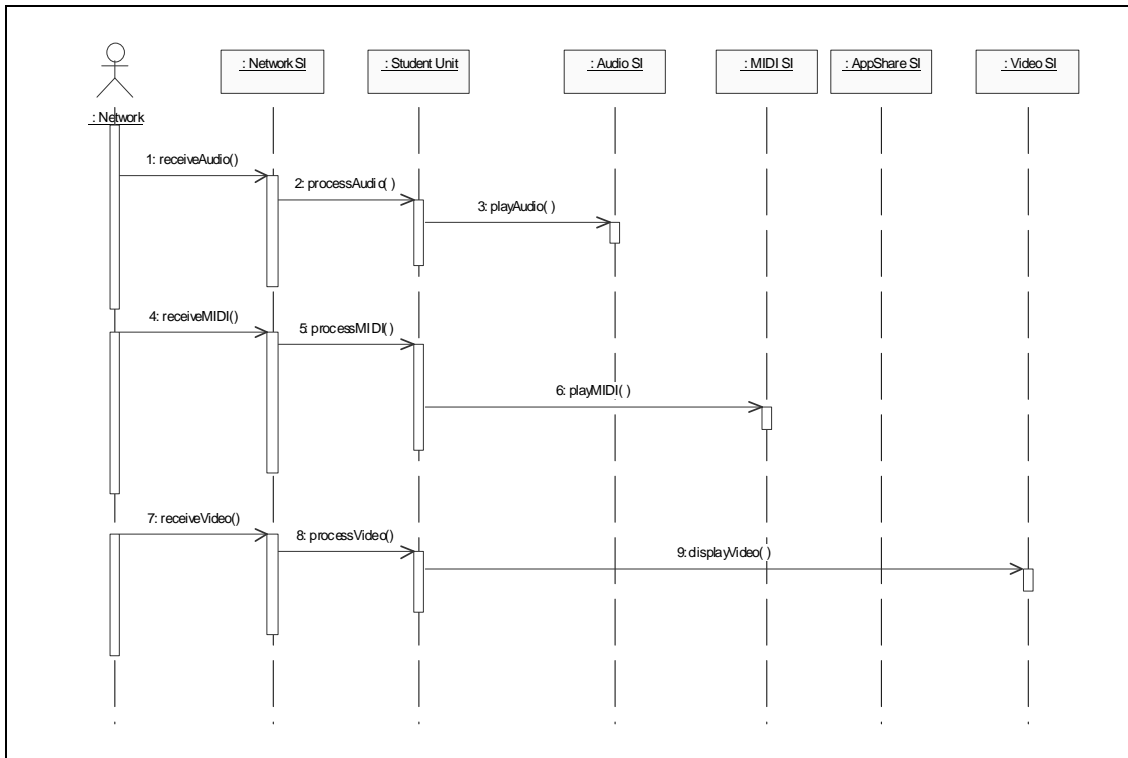 : Network SI
: Student Unit
: Audio SI
: MIDI SI
: AppShare SI
: Video SI
: Network
1: receiveAudio()
2: processAudio( )
3: playAudio( )
4: receiveMIDI()
5: processMIDI( )
6: playMIDI( )
7: receiveVideo()
8: processVideo( )
9: displayVideo( )